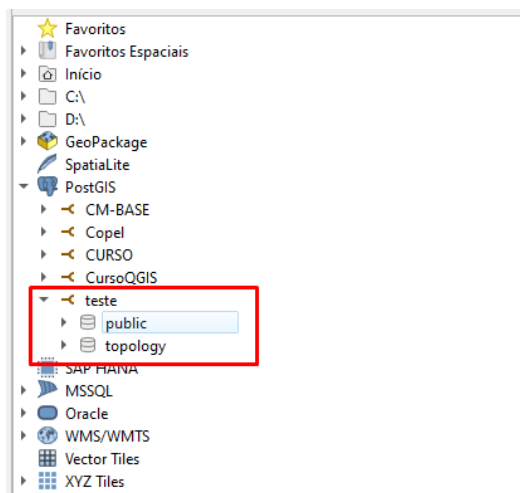 Favoritos
Favoritos Espaciais
Início
C:\
D:\
GeoPackage
SpatiaLite
PostGIS
CM-BASE
Copel
CURSO
CursoQGIS
teste
public
topology
SAP HANA
MSSQL
Oracle
WMS/WMTS
Vector Tiles
XYZ Tiles